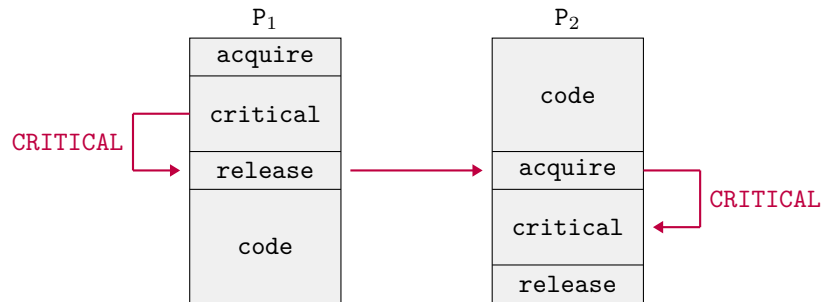 P₁
acquire
critical
CRITICAL
release
code
P₂
code
acquire
CRITICAL
critical
release